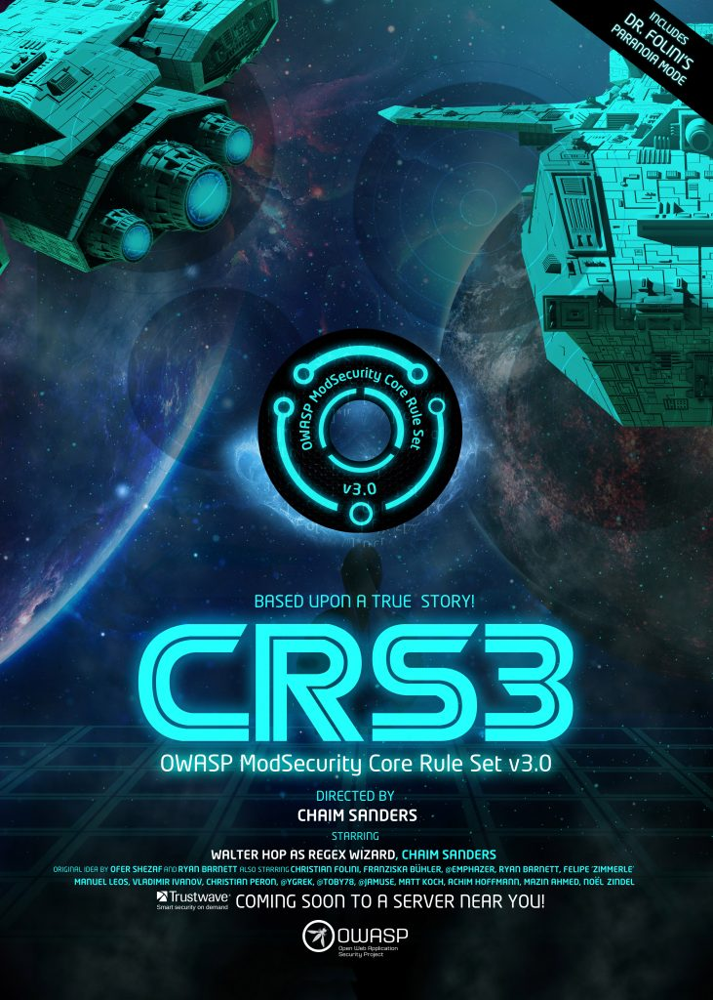 INCLUDES
DR. FOLINI'S
PARANOIA MODE
OWASP ModSecurity Core Rule Set
v3.0
BASED UPON A TRUE STORY!
CRS3
OWASP ModSecurity Core Rule Set v3.0
DIRECTED BY
CHAIM SANDERS
STARRING
WALTER HOP AS REGEX WIZARD, CHAIM SANDERS
ORIGINAL IDEA BY OFER SHEZAF AND RYAN BARNETT ALSO STARRING CHRISTIAN FOLINI, FRANZISKA BÜHLER, @EMPHAZER, RYAN BARNETT, FELIPE 'ZIMMERLE'
MANUEL LEOS, VLADIMIR IVANOV, CHRISTIAN PERON, @YGREK, @TOBY78, @JAMUSE, MATT KOCH, ACHIM HOFFMANN, MAZIN AHMED, NOËL ZINDEL
Trustwave®
Smart security on demand
COMING SOON TO A SERVER NEAR YOU!
OWASP
Open Web Application
Security Project